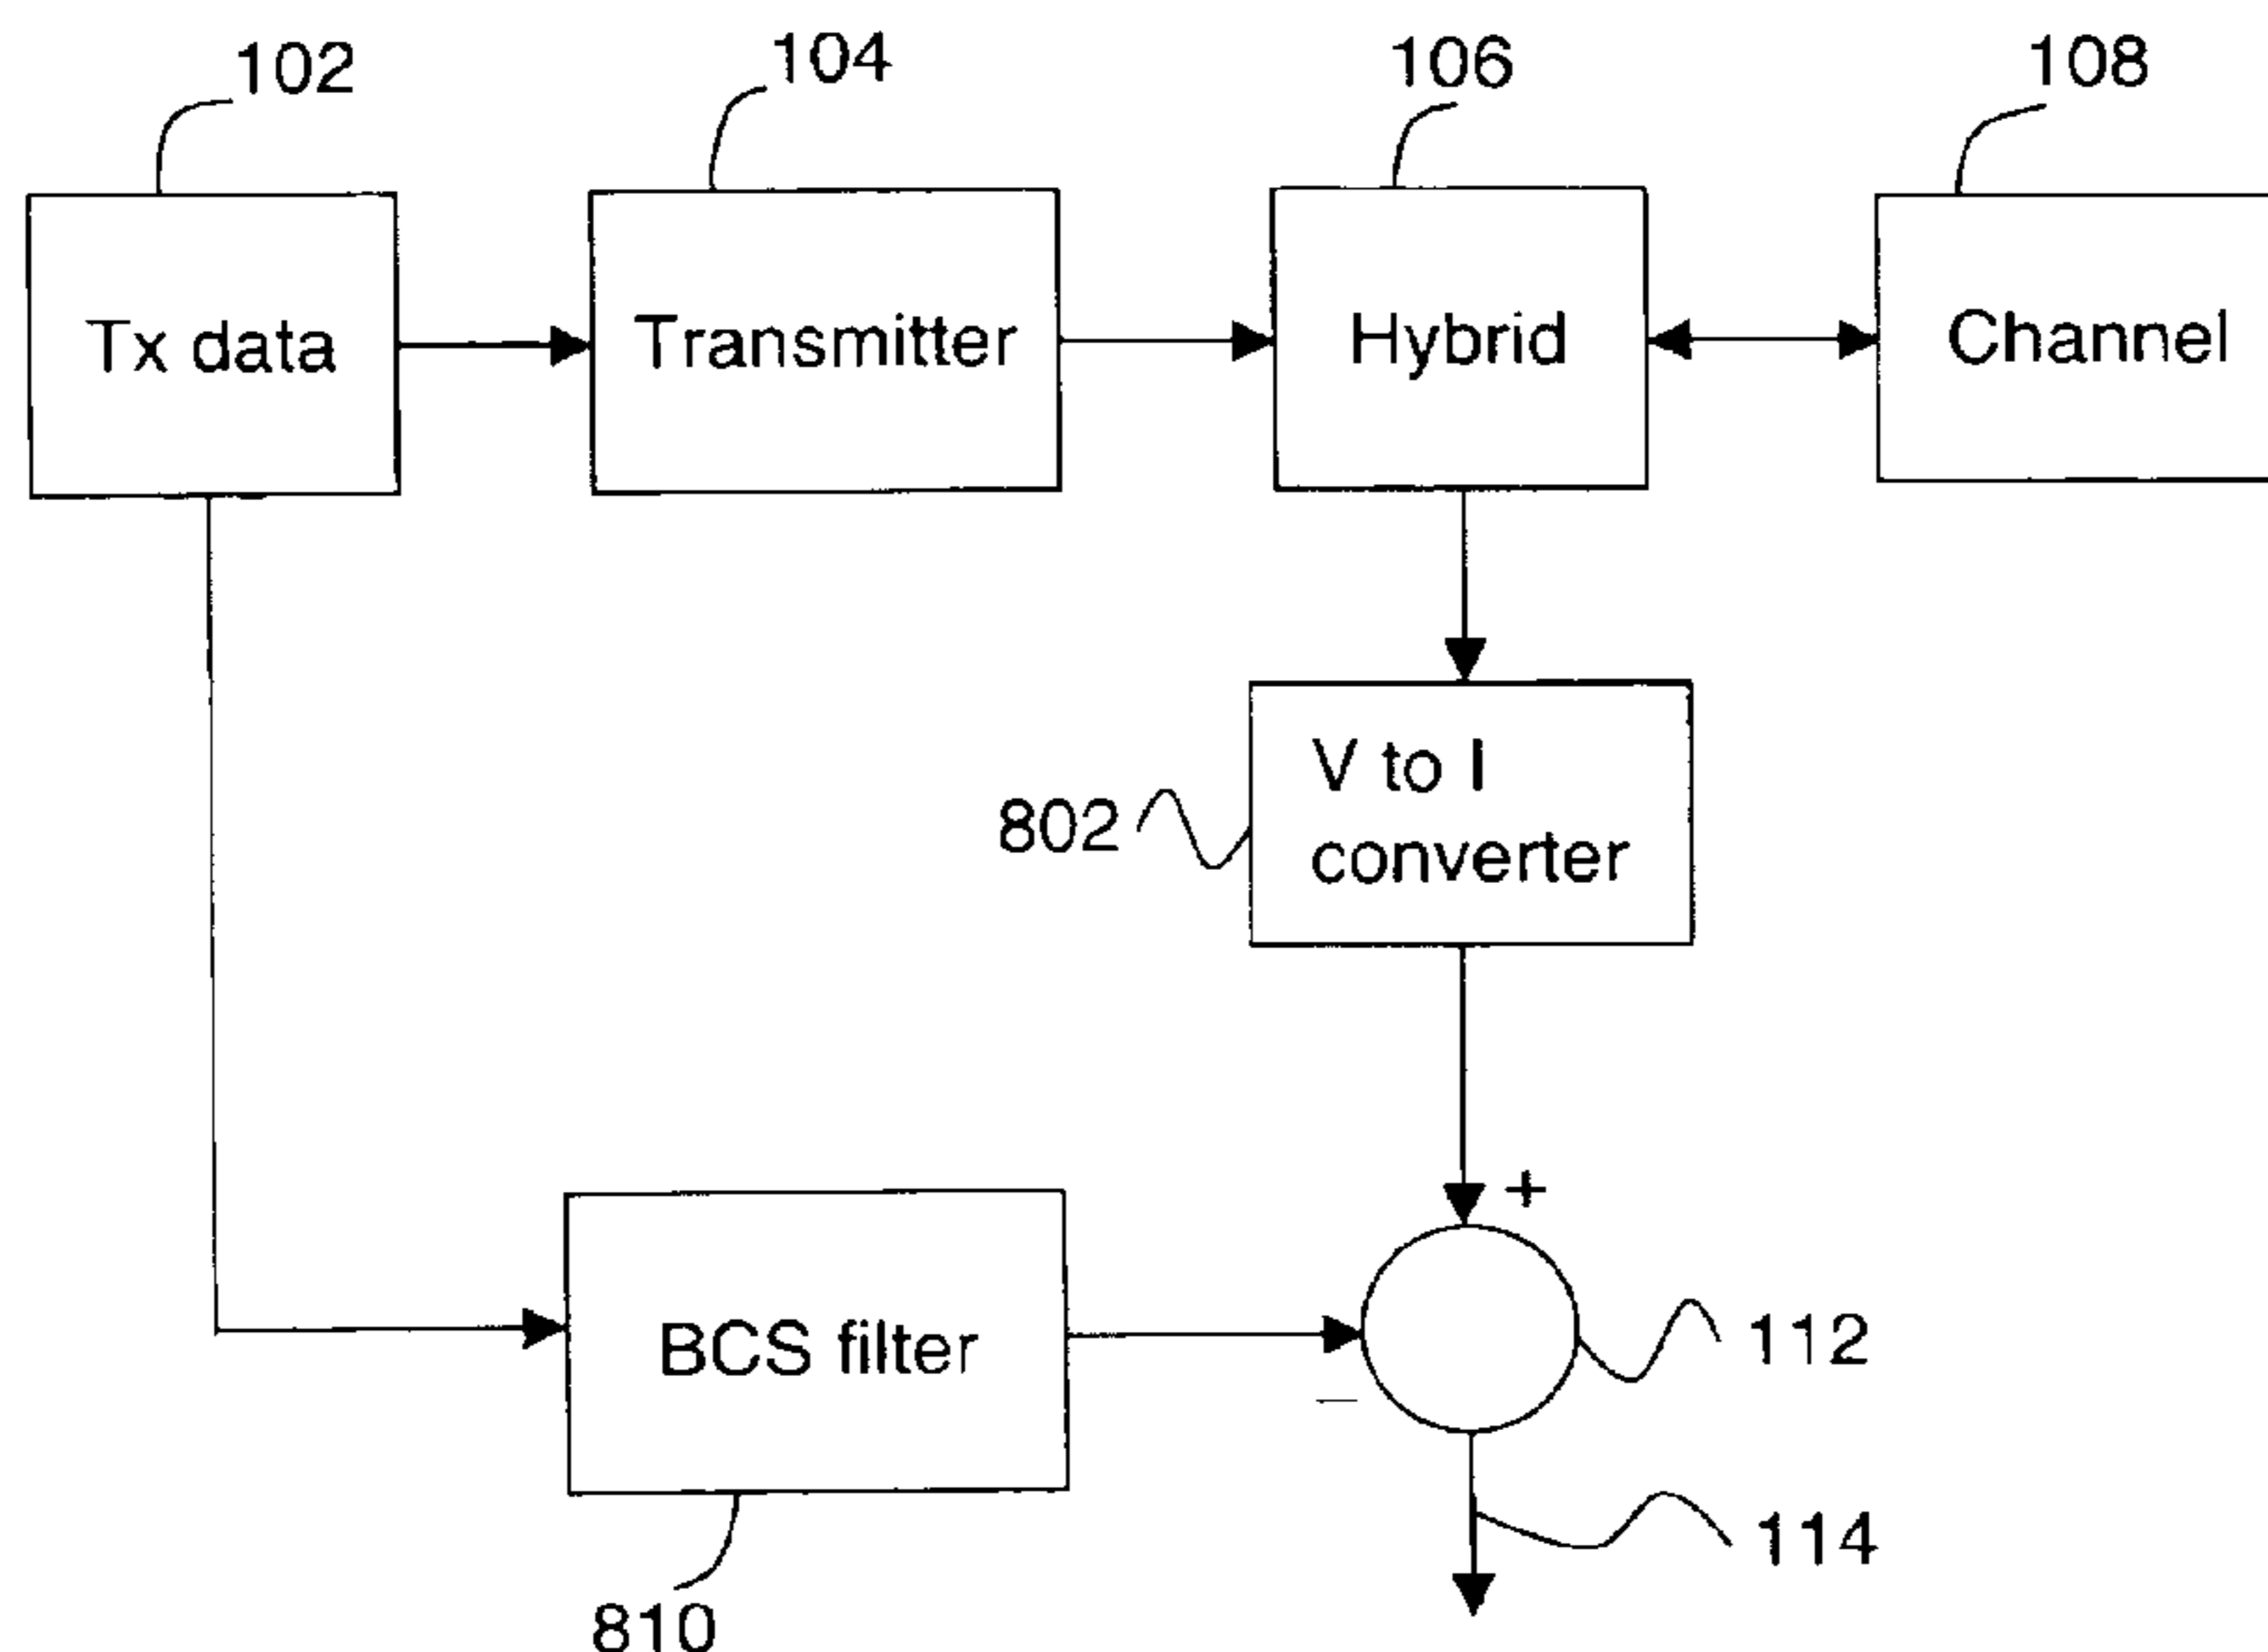 102
104
106
108
Tx data
Transmitter
Hybrid
Channel
V to I
converter
802
+
BCS filter
–
112
114
810